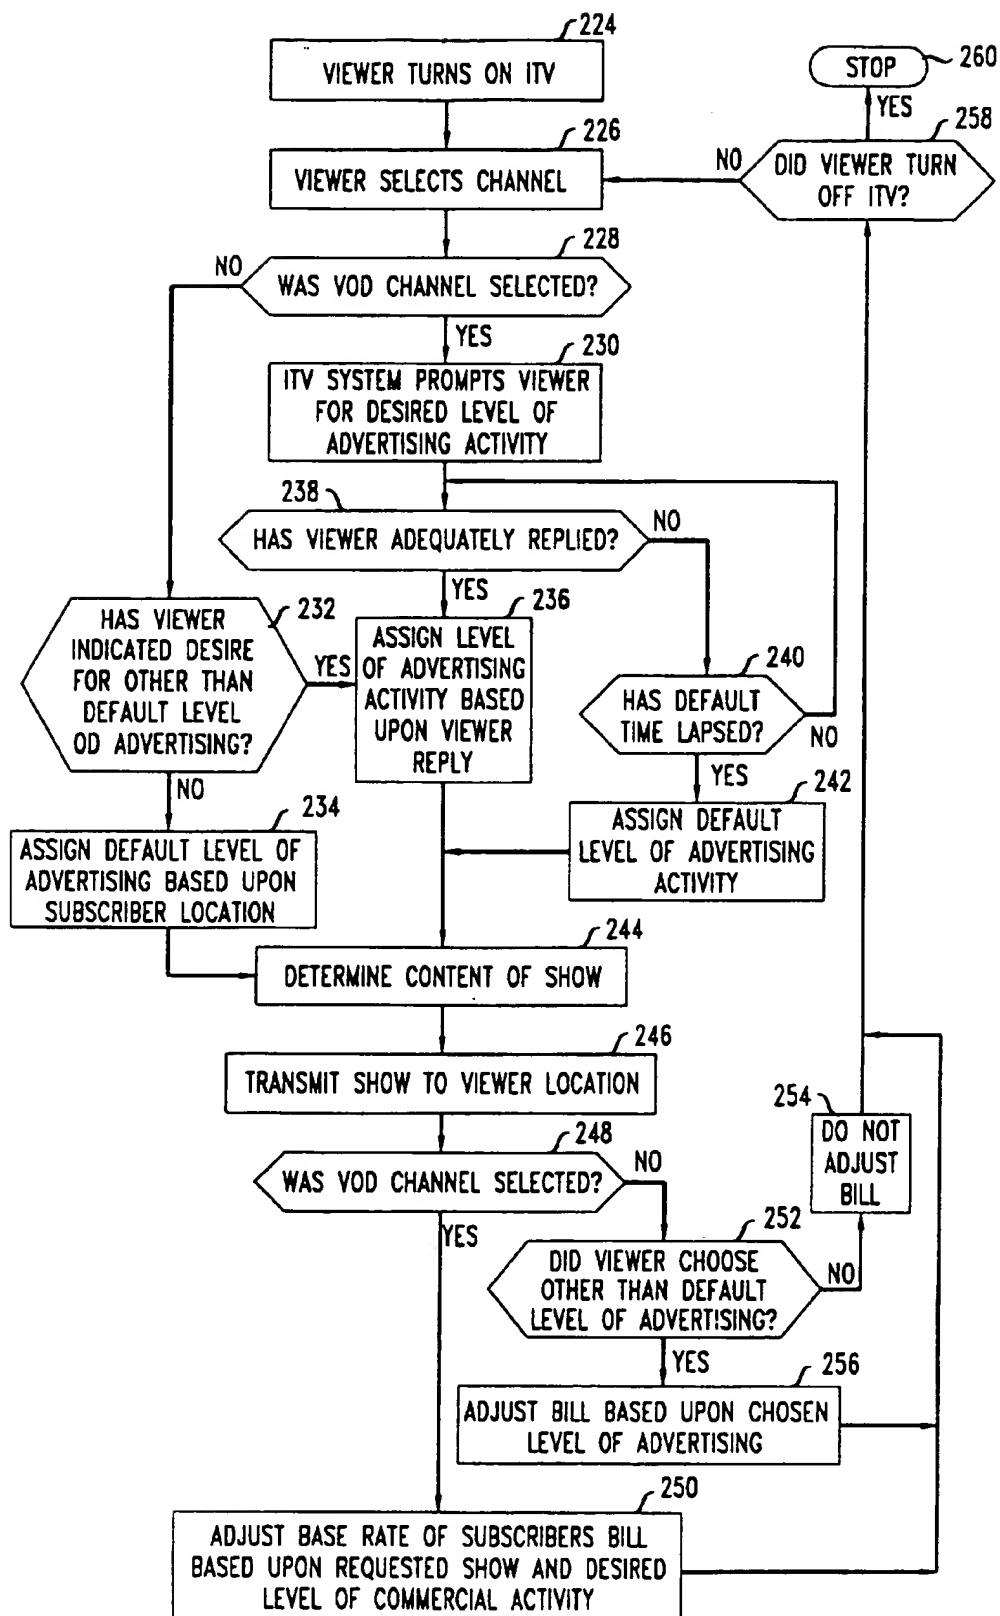 224
VIEWER TURNS ON ITV
STOP
260
YES
226
VIEWER SELECTS CHANNEL
NO
258
DID VIEWER TURN
OFF ITV?
228
NO
WAS VOD CHANNEL SELECTED?
YES
230
ITV SYSTEM PROMPTS VIEWER
FOR DESIRED LEVEL OF
ADVERTISING ACTIVITY
238
HAS VIEWER ADEQUATELY REPLIED?
NO
YES
232
HAS VIEWER
INDICATED DESIRE
FOR OTHER THAN
DEFAULT LEVEL
OD ADVERTISING?
YES
NO
236
ASSIGN LEVEL
OF ADVERTISING
ACTIVITY BASED
UPON VIEWER
REPLY
240
HAS DEFAULT
TIME LAPSED?
NO
YES
234
ASSIGN DEFAULT LEVEL OF
ADVERTISING BASED UPON
SUBSCRIBER LOCATION
242
ASSIGN DEFAULT
LEVEL OF ADVERTISING
ACTIVITY
244
DETERMINE CONTENT OF SHOW
246
TRANSMIT SHOW TO VIEWER LOCATION
248
WAS VOD CHANNEL SELECTED?
NO
YES
254
DO NOT
ADJUST
BILL
252
DID VIEWER CHOOSE
OTHER THAN DEFAULT
LEVEL OF ADVERTISING?
NO
YES
256
ADJUST BILL BASED UPON CHOSEN
LEVEL OF ADVERTISING
250
ADJUST BASE RATE OF SUBSCRIBERS BILL
BASED UPON REQUESTED SHOW AND DESIRED
LEVEL OF COMMERCIAL ACTIVITY